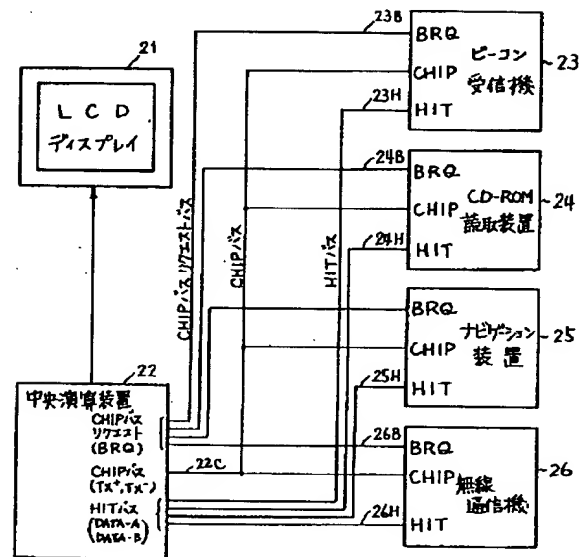 21
LCD
ディスプレイ
22
中央演算装置
CHIPバス
リクエスト
(BRQ)
CHIPバス
(Tx+,Tx-)
HITバス
(DATA-A)
(DATA-B)
22C
CHIPバスリクエストバス
CHIPバス
HITバス
23B
23H
BRQ
CHIP
HIT
ビーコン
受信機
23
24B
24H
BRQ
CHIP
HIT
CD-ROM
読取装置
24
25H
BRQ
CHIP
HIT
ナビゲーション
装置
25
26B
26H
BRQ
CHIP
HIT
無線
通信機
26